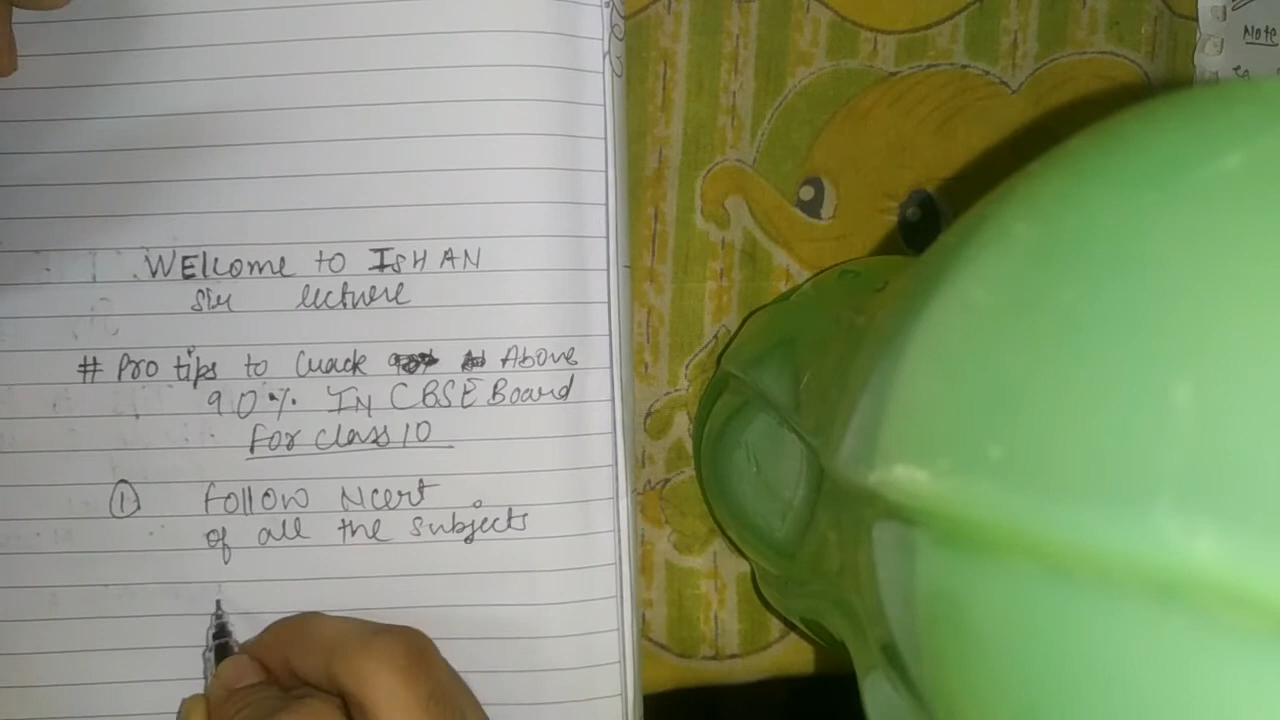 WElcome to ISHAN
sir lecture
# Pro tips to Crack Above
90% IN CBSE Board
For class 10
① Follow Ncert
of all the subjects
Note